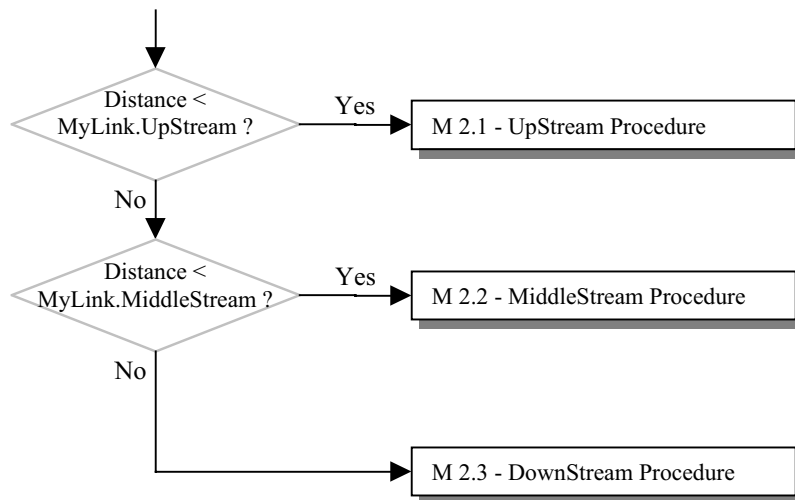 Distance <
MyLink.UpStream ?
Yes
M 2.1 - UpStream Procedure
No
Distance <
MyLink.MiddleStream ?
Yes
M 2.2 - MiddleStream Procedure
No
M 2.3 - DownStream Procedure